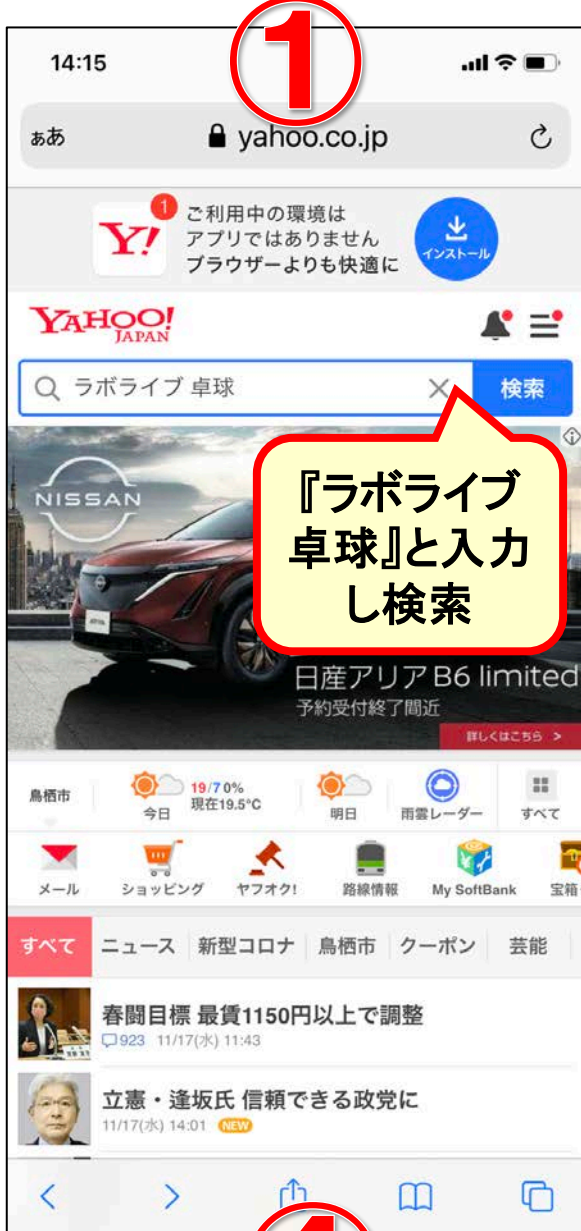 ①
14:15
ああ
yahoo.co.jp
1
Y!
ご利用中の環境は
アプリではありません
ブラウザーよりも快適に
インストール
YAHOO!
JAPAN
ラボライブ 卓球
検索
『ラボライブ
卓球』と入力
し検索
NISSAN
日産アリア B6 limited
予約受付終了間近
詳しくはこちら >
鳥栖市
今日
19/7 0%
現在19.5°C
明日
雨雲レーダー
すべて
メール
ショッピング
ヤフオク!
路線情報
My SoftBank
宝箱
すべて
ニュース
新型コロナ
鳥栖市
クーポン
芸能
春闘目標 最賃1150円以上で調整
923 11/17(水) 11:43
立憲・逢坂氏 信頼できる政党に
11/17(水) 14:01 NEW